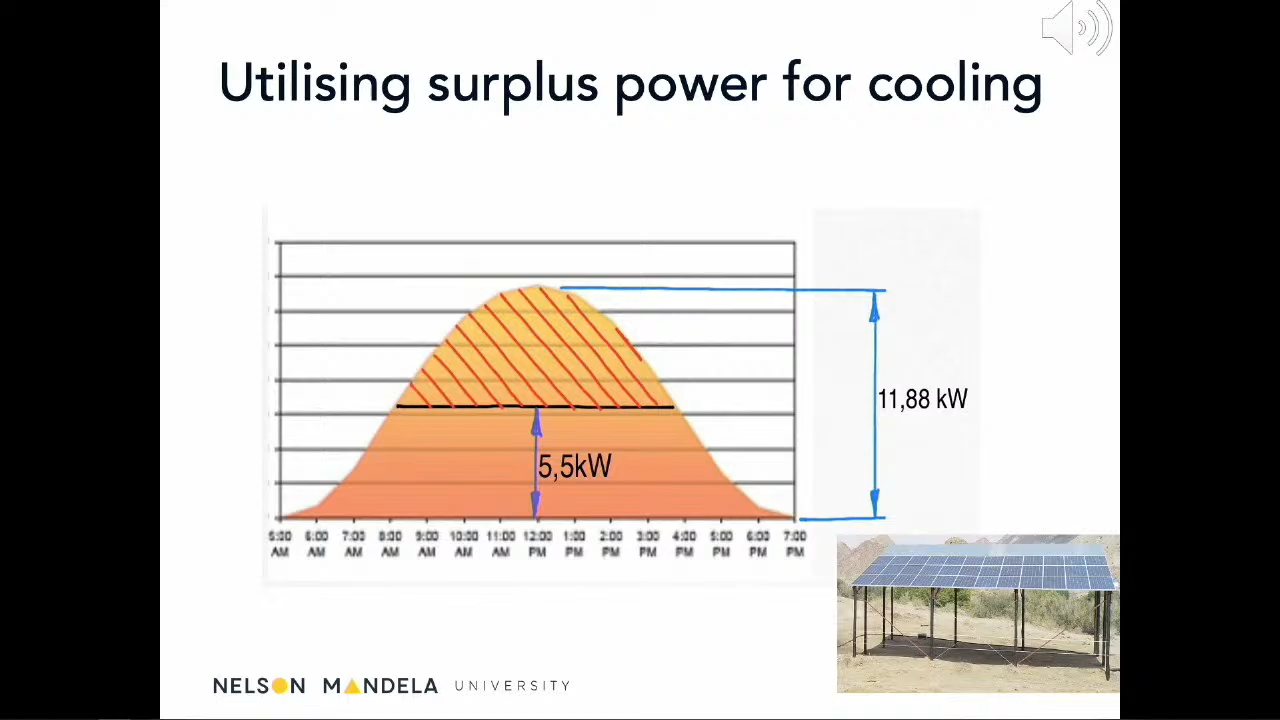 Utilising surplus power for cooling
11,88 kW
5,5kW
5:00 6:00 7:00 8:00 9:00 10:00 11:00 12:00 1:00 2:00 3:00 4:00 5:00 6:00 7:00
AM AM AM AM AM AM AM PM PM PM PM PM PM PM PM
NELSON MANDELA UNIVERSITY